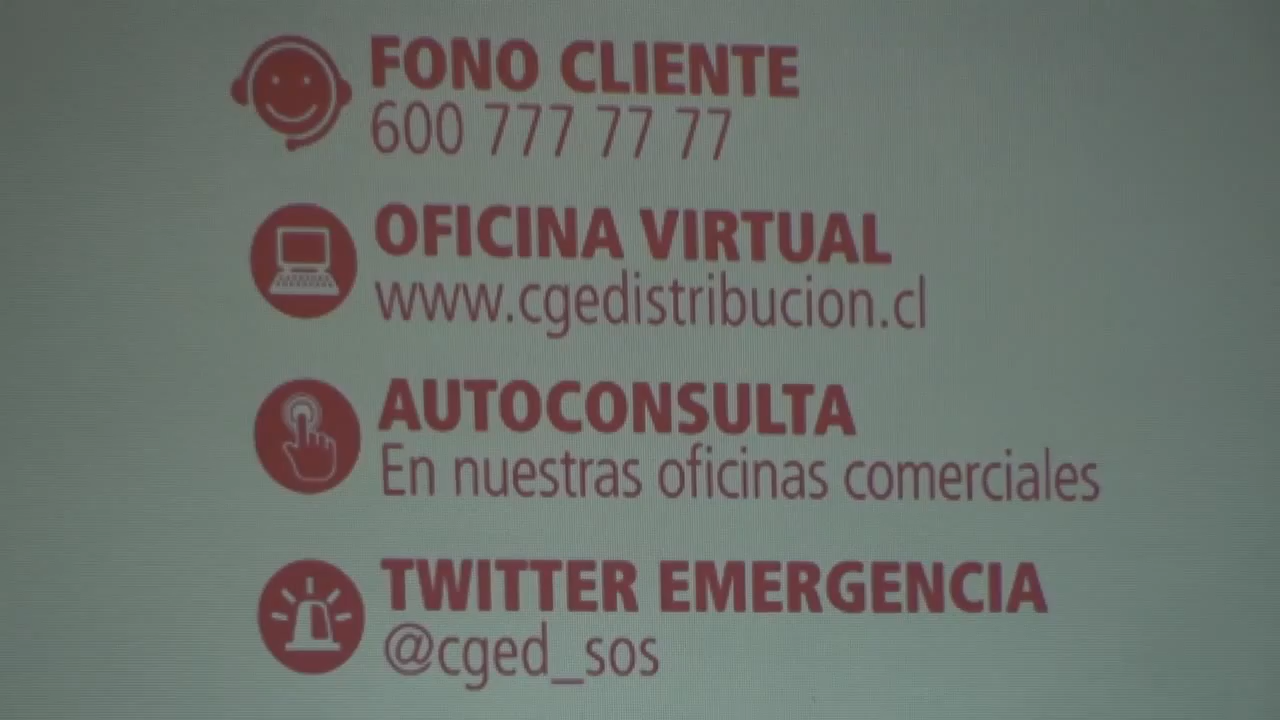 FONO CLIENTE
600 777 77 77
OFICINA VIRTUAL
www.cgedistribucion.cl
AUTOCONSULTA
En nuestras oficinas comerciales
TWITTER EMERGENCIA
@cged_sos